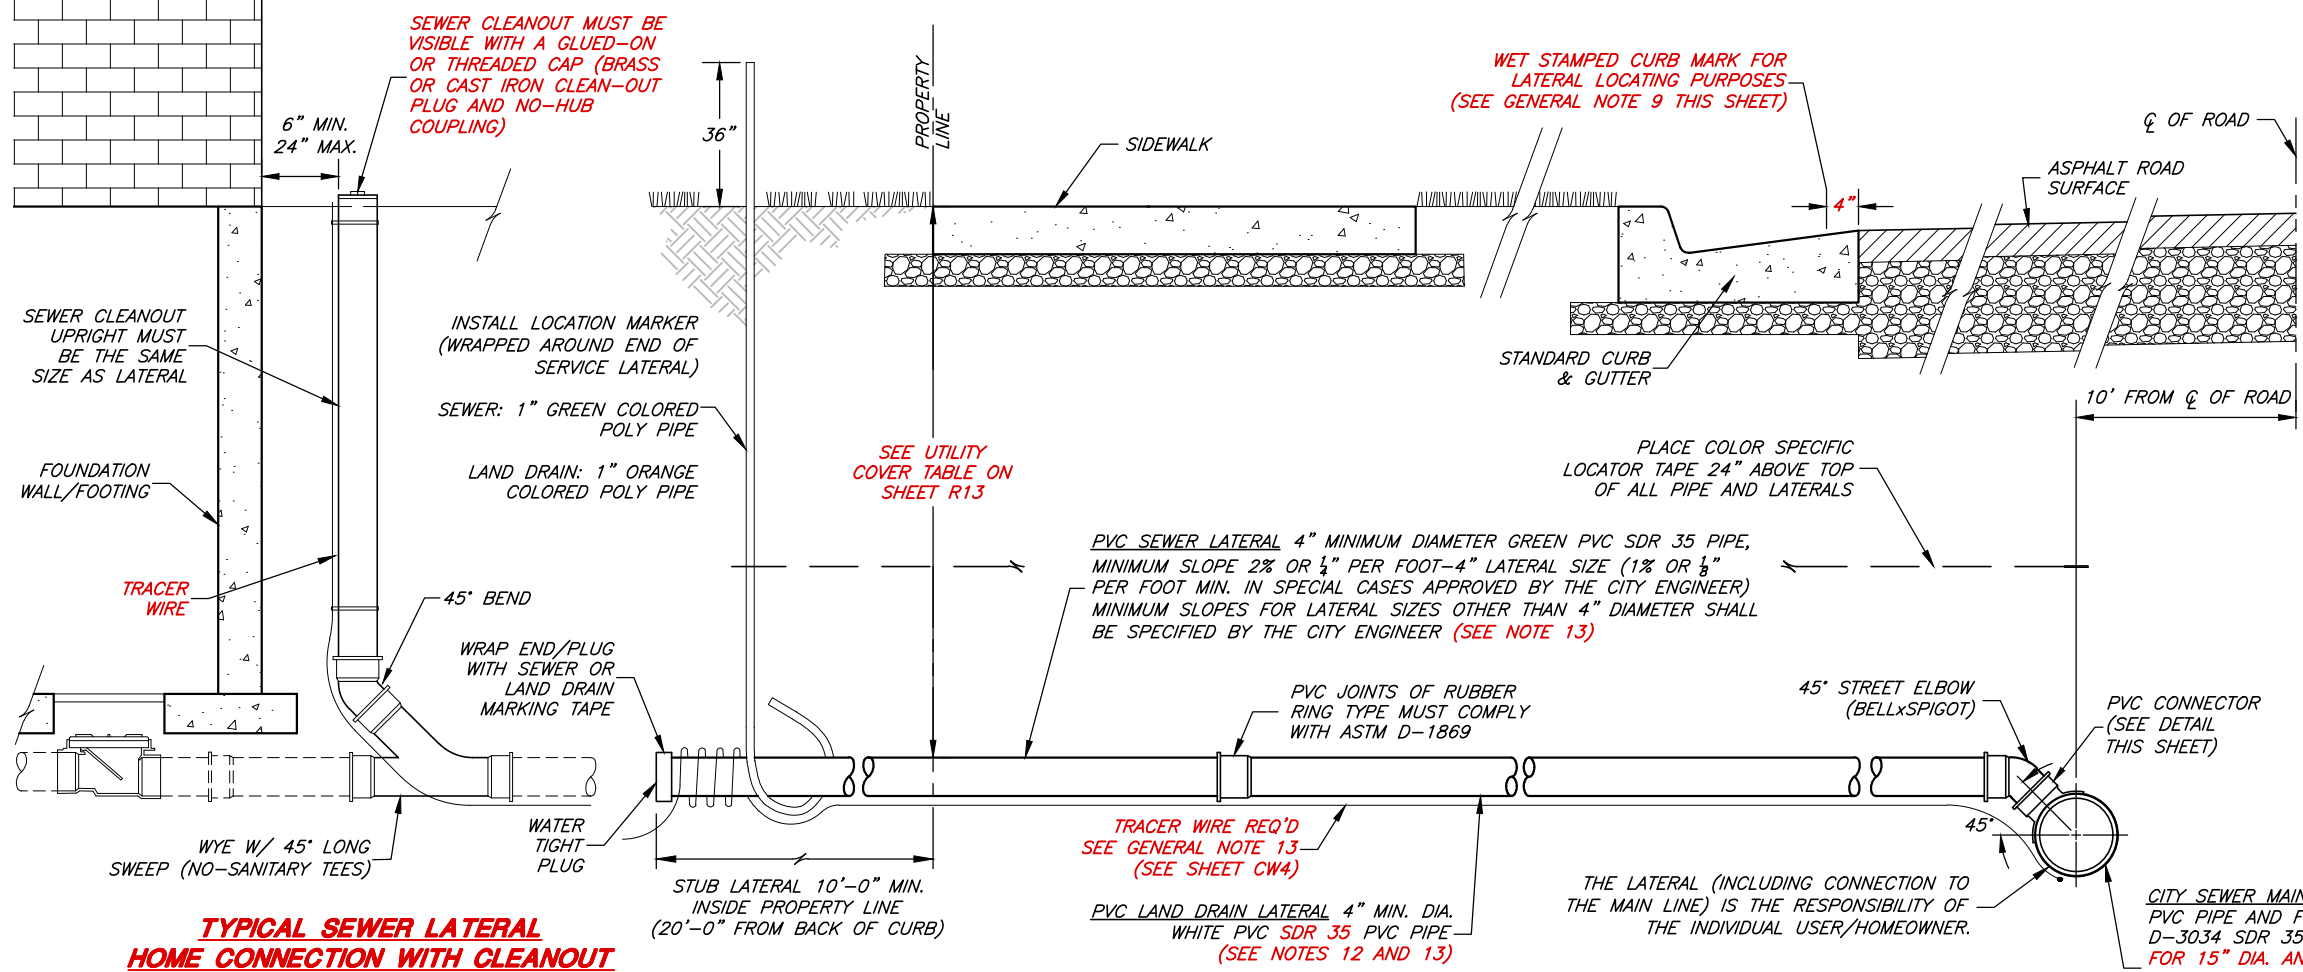 SEWER CLEANOUT MUST BE
VISIBLE WITH A GLUED-ON
OR THREADED CAP (BRASS
OR CAST IRON CLEAN-OUT
PLUG AND NO-HUB
COUPLING)
6" MIN.
24" MAX.
36"
PROPERTY
LINE
SIDEWALK
WET STAMPED CURB MARK FOR
LATERAL LOCATING PURPOSES
(SEE GENERAL NOTE 9 THIS SHEET)
℄ OF ROAD
ASPHALT ROAD
SURFACE
4"
SEWER CLEANOUT
UPRIGHT MUST
BE THE SAME
SIZE AS LATERAL
INSTALL LOCATION MARKER
(WRAPPED AROUND END OF
SERVICE LATERAL)
SEWER: 1" GREEN COLORED
POLY PIPE
LAND DRAIN: 1" ORANGE
COLORED POLY PIPE
STANDARD CURB
& GUTTER
10' FROM ℄ OF ROAD
FOUNDATION
WALL/FOOTING
SEE UTILITY
COVER TABLE ON
SHEET R13
PLACE COLOR SPECIFIC
LOCATOR TAPE 24" ABOVE TOP
OF ALL PIPE AND LATERALS
TRACER
WIRE
45° BEND
PVC SEWER LATERAL 4" MINIMUM DIAMETER GREEN PVC SDR 35 PIPE,
MINIMUM SLOPE 2% OR 1/4" PER FOOT-4" LATERAL SIZE (1% OR 1/8"
PER FOOT MIN. IN SPECIAL CASES APPROVED BY THE CITY ENGINEER)
MINIMUM SLOPES FOR LATERAL SIZES OTHER THAN 4" DIAMETER SHALL
BE SPECIFIED BY THE CITY ENGINEER (SEE NOTE 13)
WRAP END/PLUG
WITH SEWER OR
LAND DRAIN
MARKING TAPE
PVC JOINTS OF RUBBER
RING TYPE MUST COMPLY
WITH ASTM D-1869
45° STREET ELBOW
(BELLxSPIGOT)
PVC CONNECTOR
(SEE DETAIL
THIS SHEET)
45°
WYE W/ 45° LONG
SWEEP (NO-SANITARY TEES)
WATER
TIGHT
PLUG
TRACER WIRE REQ'D
SEE GENERAL NOTE 13
(SEE SHEET CW4)
STUB LATERAL 10'-0" MIN.
INSIDE PROPERTY LINE
(20'-0" FROM BACK OF CURB)
PVC LAND DRAIN LATERAL 4" MIN. DIA.
WHITE PVC SDR 35 PVC PIPE
(SEE NOTES 12 AND 13)
THE LATERAL (INCLUDING CONNECTION TO
THE MAIN LINE) IS THE RESPONSIBILITY OF
THE INDIVIDUAL USER/HOMEOWNER.
CITY SEWER MAIN
PVC PIPE AND F
D-3034 SDR 35
FOR 15" DIA. AN
TYPICAL SEWER LATERAL
HOME CONNECTION WITH CLEANOUT